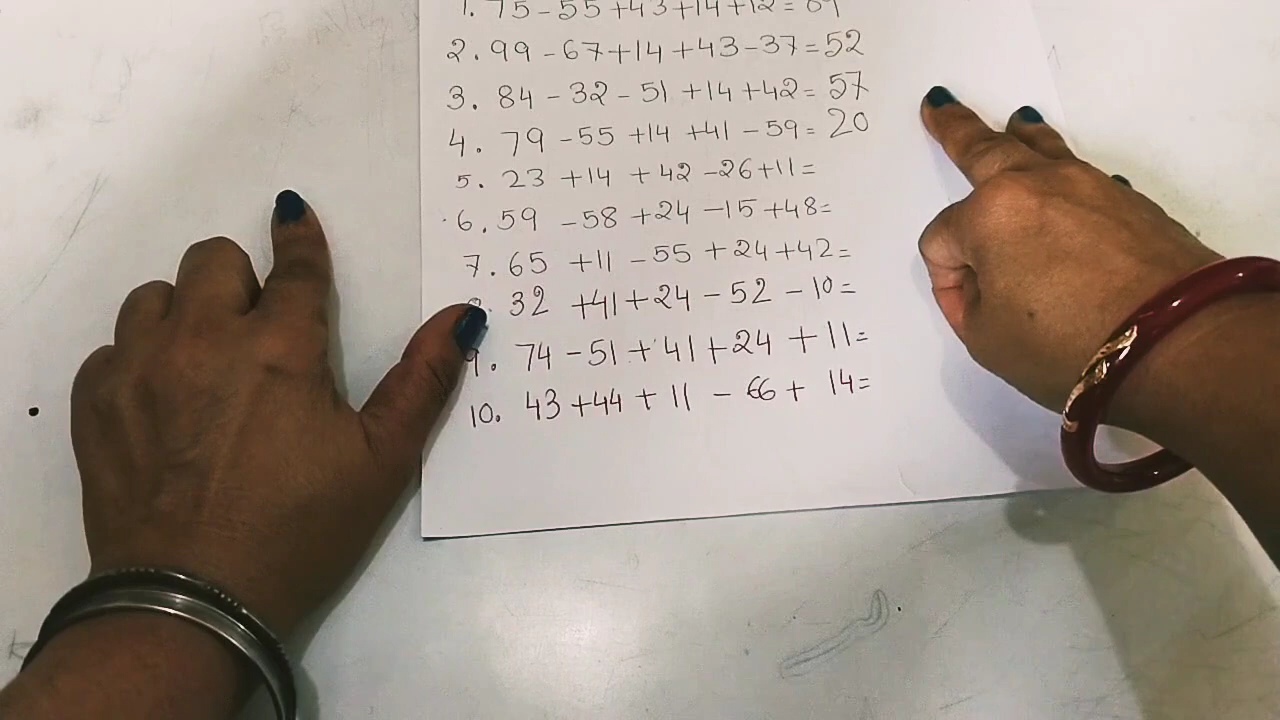 1. 75 - 55 + 43 + 14 + 12 = 89
2. 99 - 67 + 14 + 43 - 37 = 52
3. 84 - 32 - 51 + 14 + 42 = 57
4. 79 - 55 + 14 + 41 - 59 = 20
5. 23 + 14 + 42 - 26 + 11 =
6. 59 - 58 + 24 - 15 + 48 =
7. 65 + 11 - 55 + 24 + 42 =
8. 32 + 41 + 24 - 52 - 10 =
9. 74 - 51 + 41 + 24 + 11 =
10. 43 + 44 + 11 - 66 + 14 =